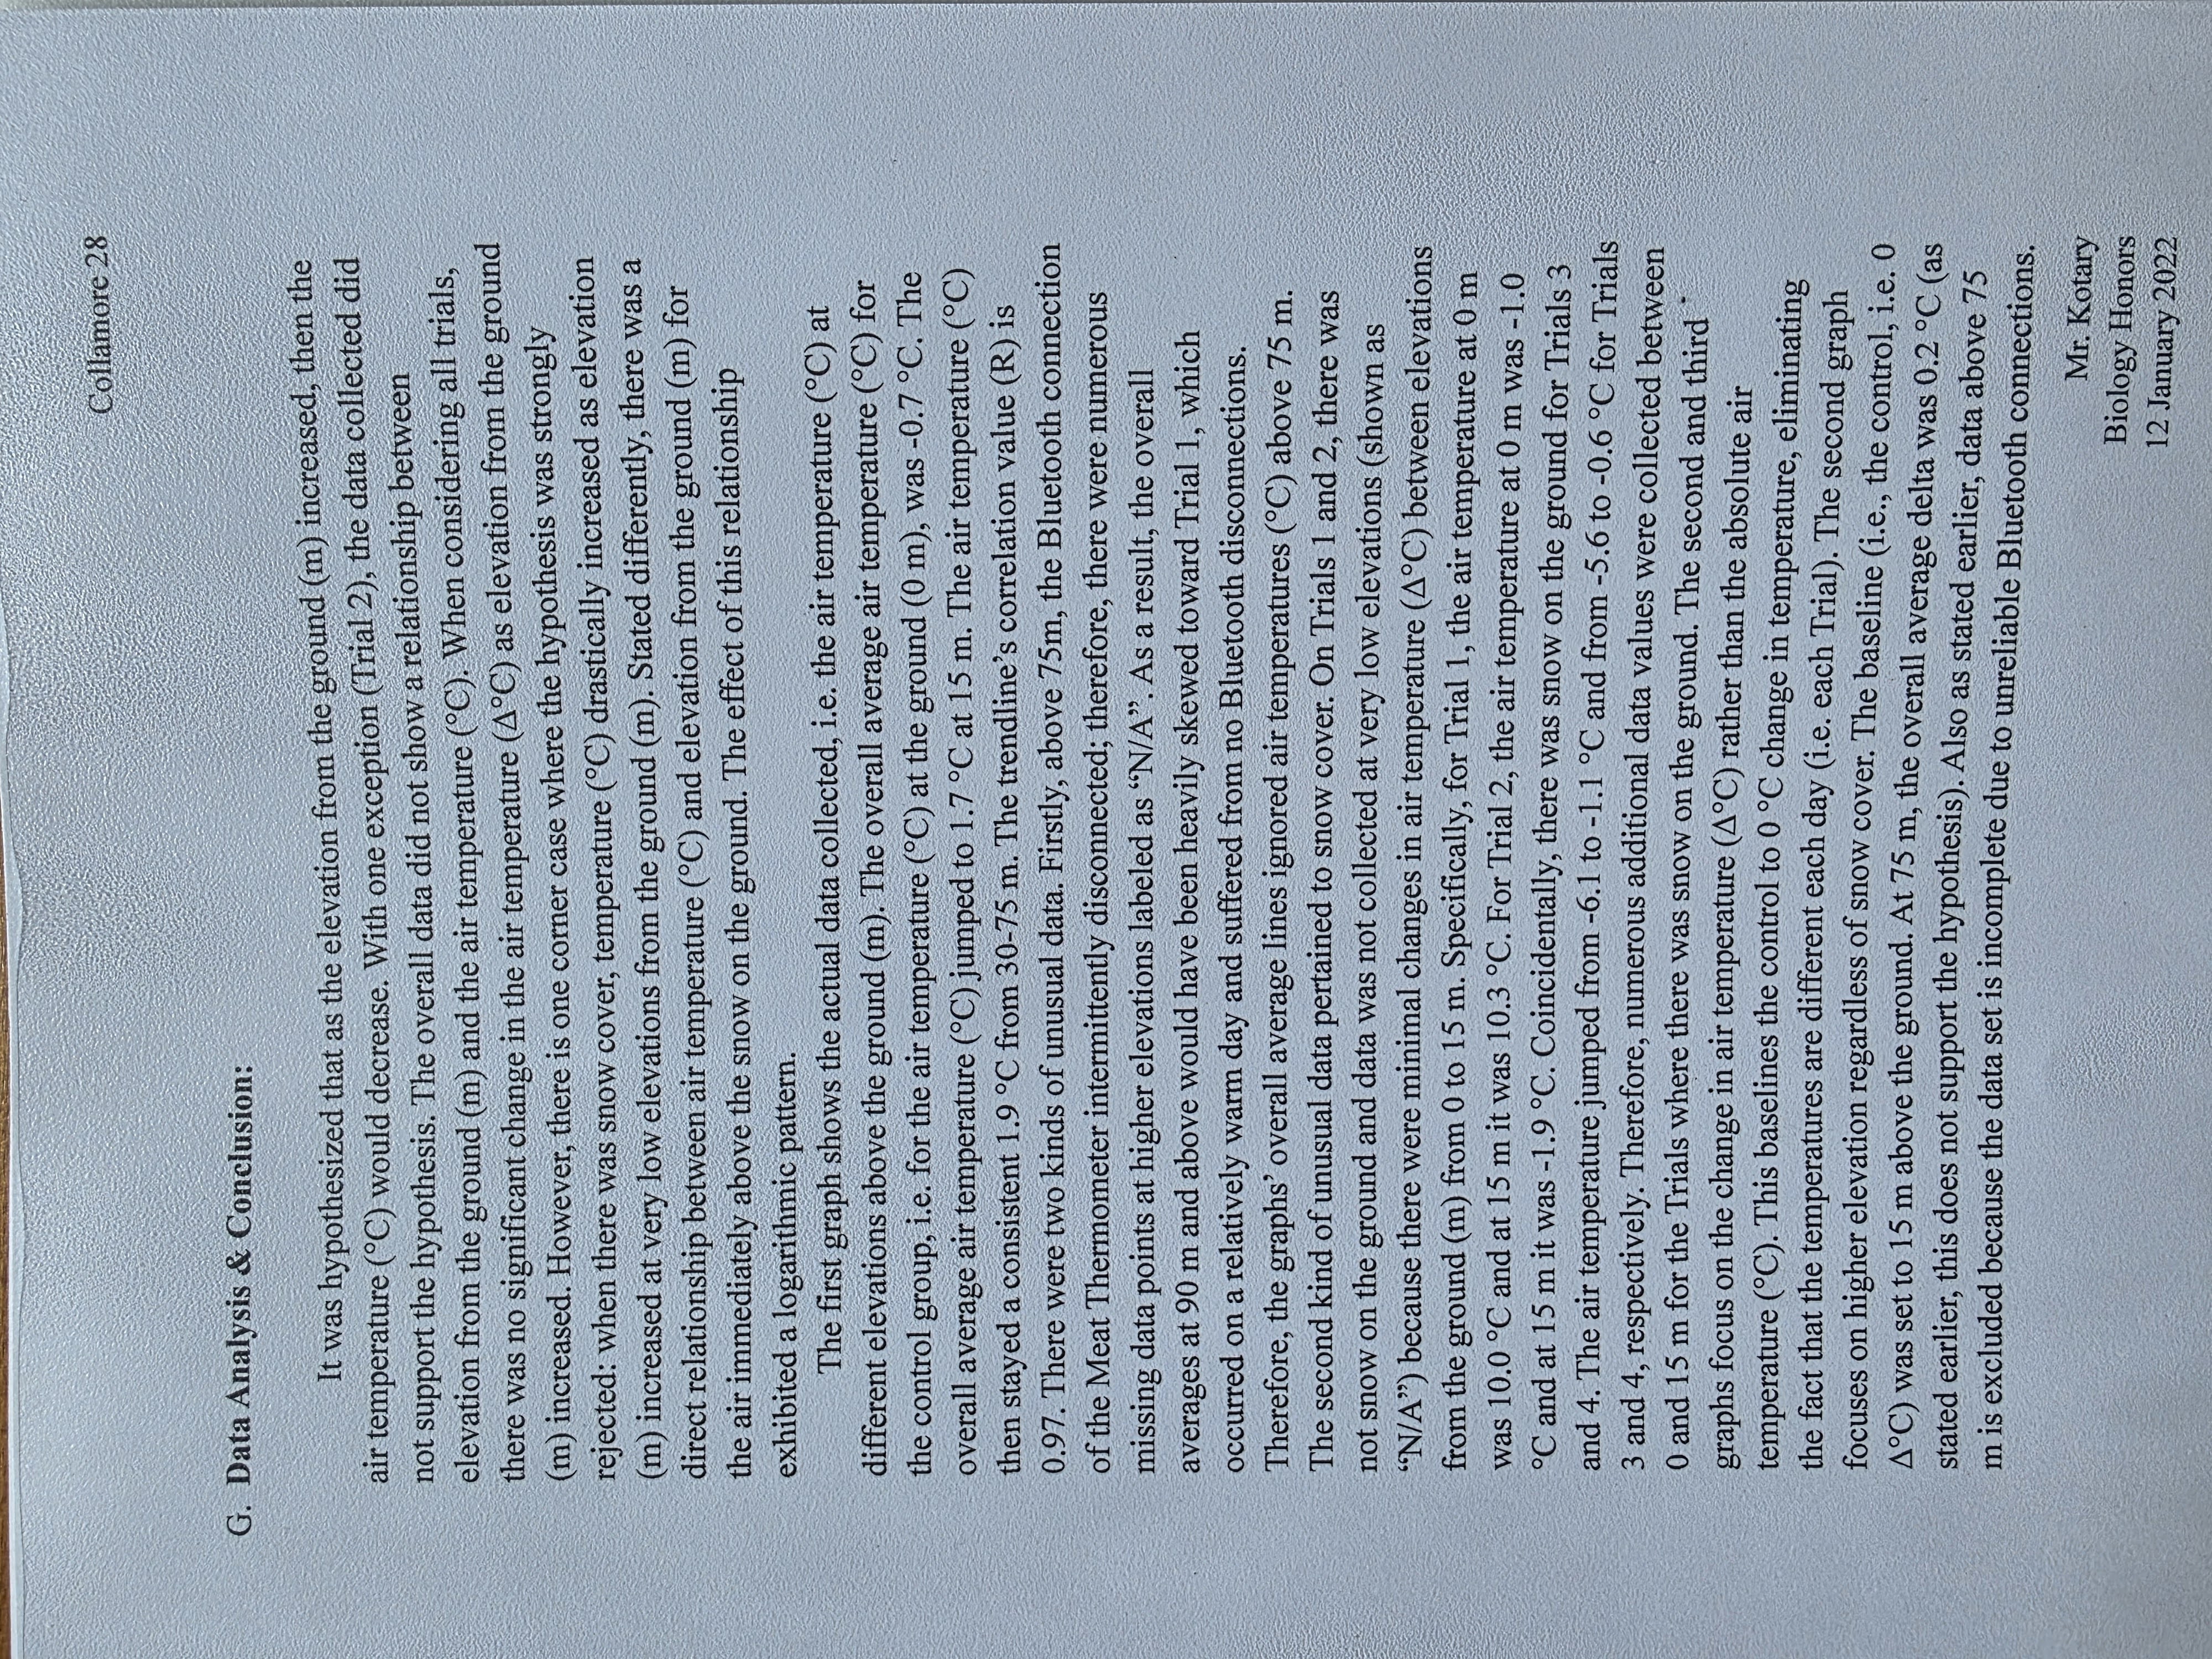 Collamore 28
G. Data Analysis & Conclusion:
It was hypothesized that as the elevation from the ground (m) increased, then the
air temperature (°C) would decrease. With one exception (Trial 2), the data collected did
not support the hypothesis. The overall data did not show a relationship between
elevation from the ground (m) and the air temperature (°C). When considering all trials,
there was no significant change in the air temperature (Δ°C) as elevation from the ground
(m) increased. However, there is one corner case where the hypothesis was strongly
rejected: when there was snow cover, temperature (°C) drastically increased as elevation
(m) increased at very low elevations from the ground (m). Stated differently, there was a
direct relationship between air temperature (°C) and elevation from the ground (m) for
the air immediately above the snow on the ground. The effect of this relationship
exhibited a logarithmic pattern.
The first graph shows the actual data collected, i.e. the air temperature (°C) at
different elevations above the ground (m). The overall average air temperature (°C) for
the control group, i.e. for the air temperature (°C) at the ground (0 m), was -0.7 °C. The
overall average air temperature (°C) jumped to 1.7 °C at 15 m. The air temperature (°C)
then stayed a consistent 1.9 °C from 30-75 m. The trendline’s correlation value (R) is
0.97. There were two kinds of unusual data. Firstly, above 75m, the Bluetooth connection
of the Meat Thermometer intermittently disconnected; therefore, there were numerous
missing data points at higher elevations labeled as “N/A”. As a result, the overall
averages at 90 m and above would have been heavily skewed toward Trial 1, which
occurred on a relatively warm day and suffered from no Bluetooth disconnections.
Therefore, the graphs’ overall average lines ignored air temperatures (°C) above 75 m.
The second kind of unusual data pertained to snow cover. On Trials 1 and 2, there was
not snow on the ground and data was not collected at very low elevations (shown as
“N/A”) because there were minimal changes in air temperature (Δ°C) between elevations
from the ground (m) from 0 to 15 m. Specifically, for Trial 1, the air temperature at 0 m
was 10.0 °C and at 15 m it was 10.3 °C. For Trial 2, the air temperature at 0 m was -1.0
°C and at 15 m it was -1.9 °C. Coincidentally, there was snow on the ground for Trials 3
and 4. The air temperature jumped from -6.1 to -1.1 °C and from -5.6 to -0.6 °C for Trials
3 and 4, respectively. Therefore, numerous additional data values were collected between
0 and 15 m for the Trials where there was snow on the ground. The second and third
graphs focus on the change in air temperature (Δ°C) rather than the absolute air
temperature (°C). This baselines the control to 0 °C change in temperature, eliminating
the fact that the temperatures are different each day (i.e. each Trial). The second graph
focuses on higher elevation regardless of snow cover. The baseline (i.e., the control, i.e. 0
Δ°C) was set to 15 m above the ground. At 75 m, the overall average delta was 0.2 °C (as
stated earlier, this does not support the hypothesis). Also as stated earlier, data above 75
m is excluded because the data set is incomplete due to unreliable Bluetooth connections.
Mr. Kotary
Biology Honors
12 January 2022